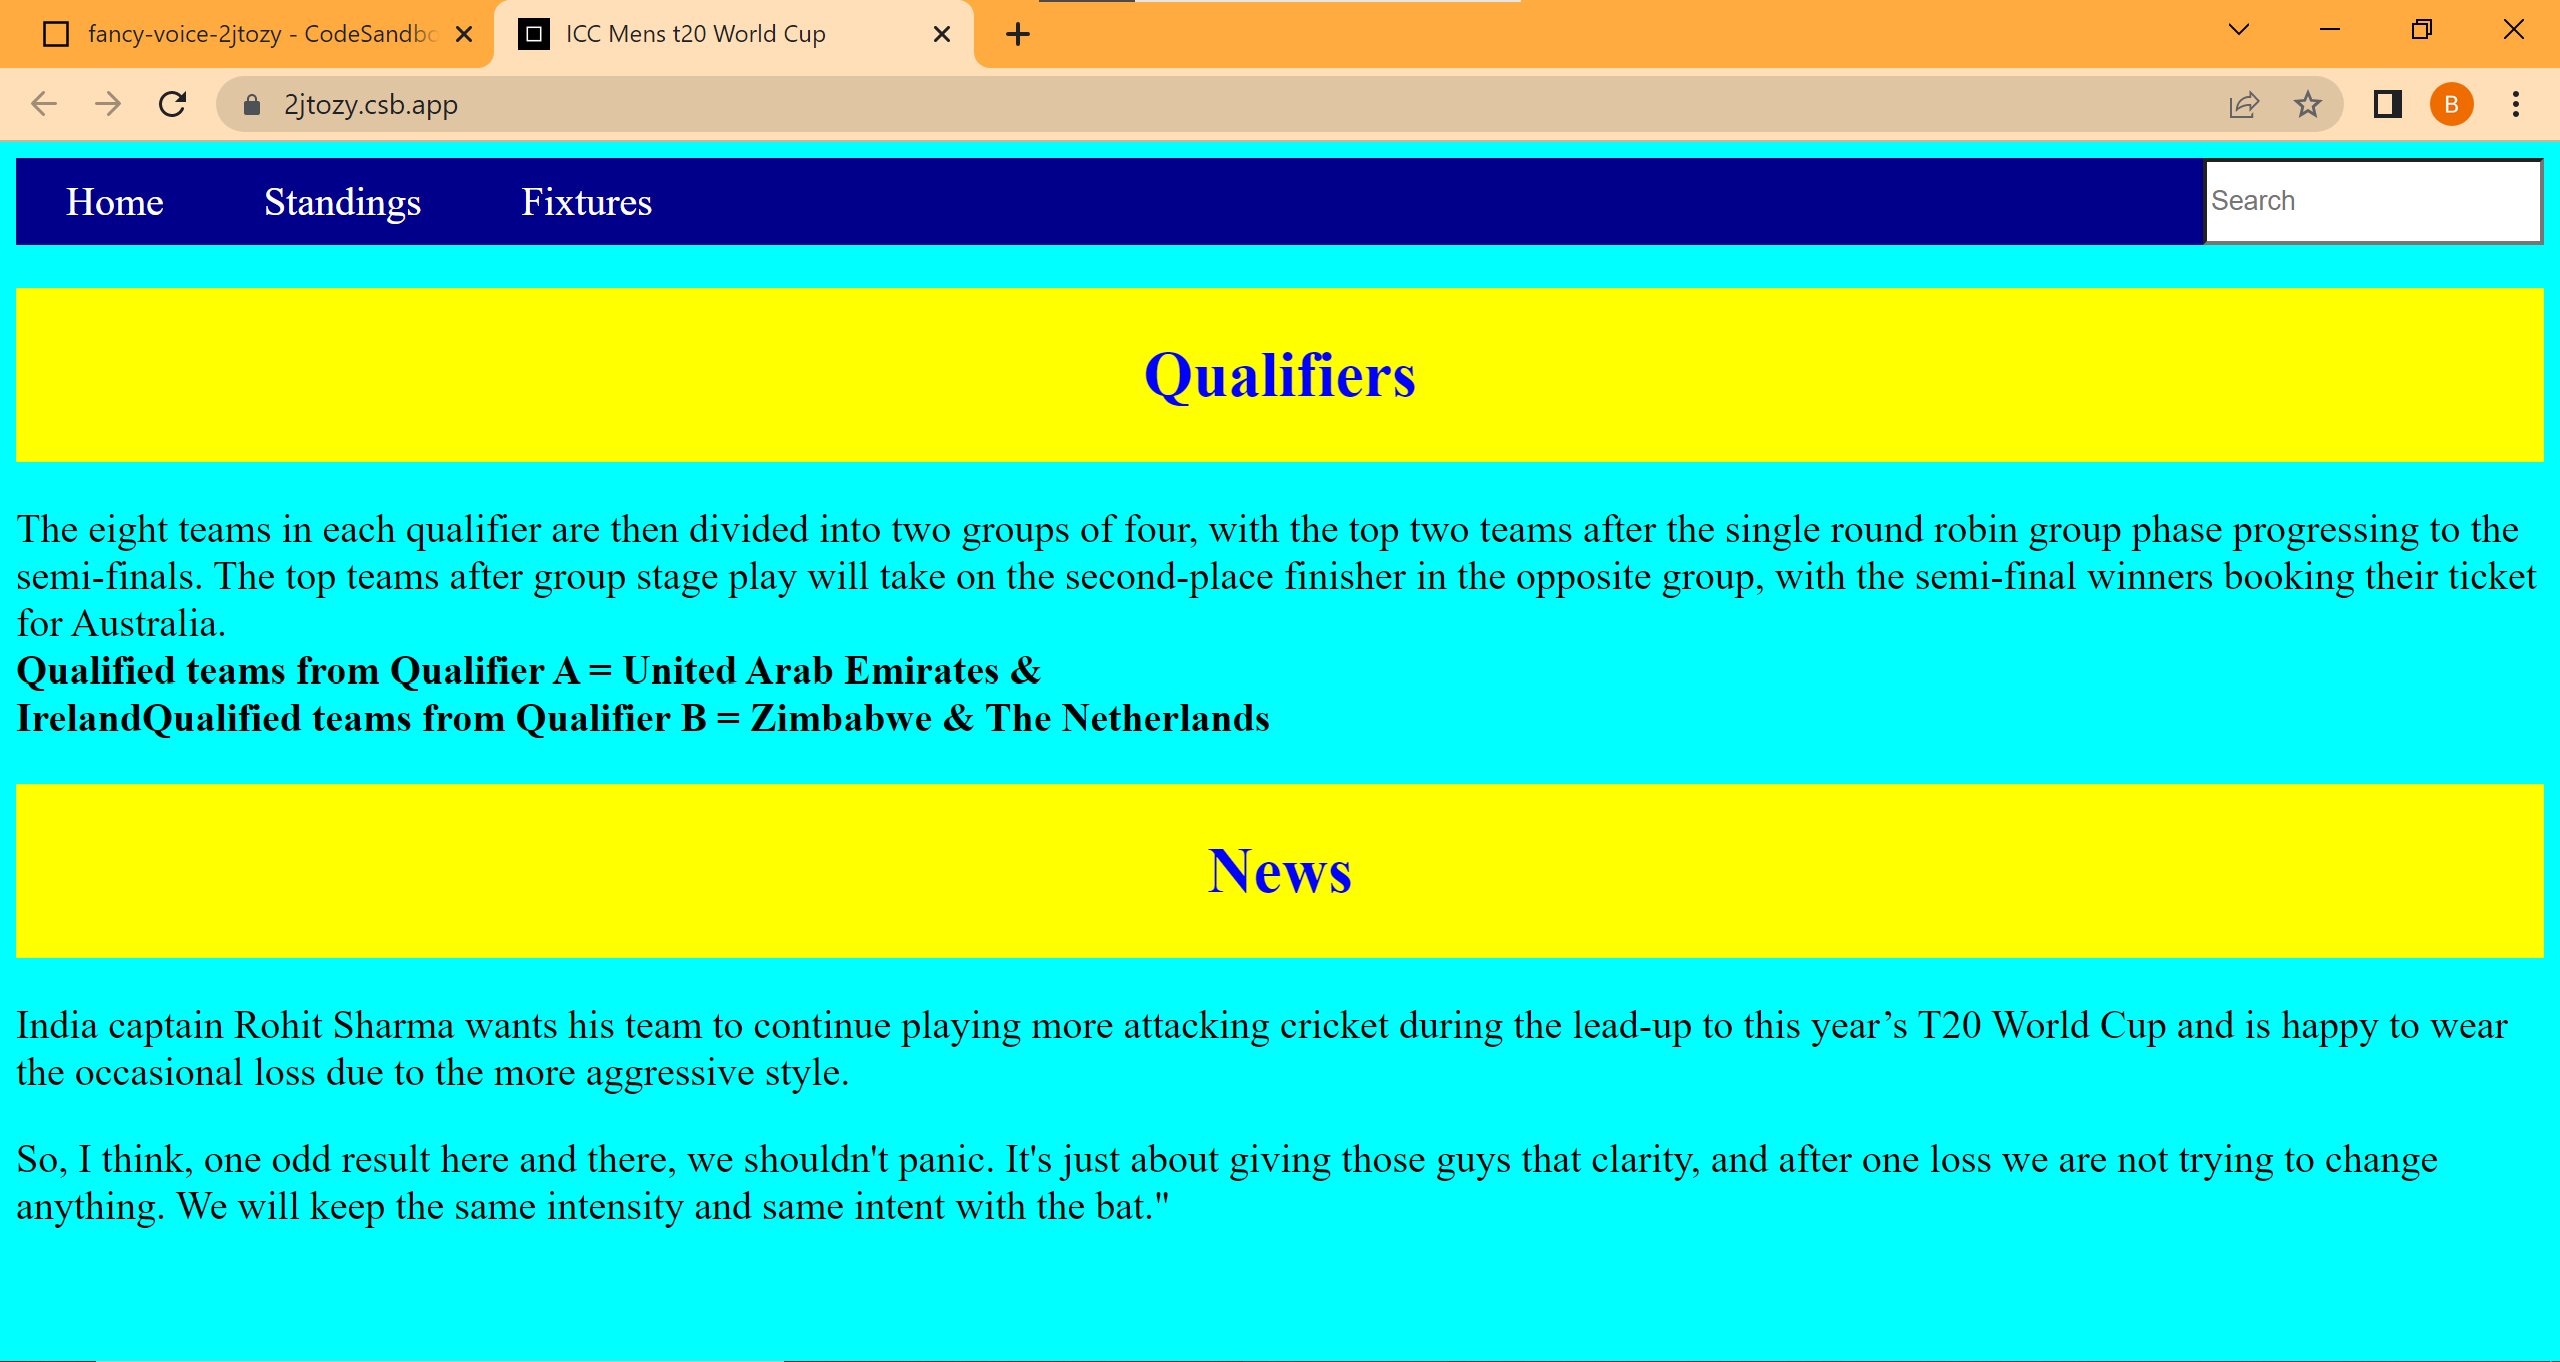 fancy-voice-2jtozy - CodeSandbo
ICC Mens t20 World Cup
2jtozy.csb.app
B
Home Standings Fixtures Search
Qualifiers
The eight teams in each qualifier are then divided into two groups of four, with the top two teams after the single round robin group phase progressing to the
semi-finals. The top teams after group stage play will take on the second-place finisher in the opposite group, with the semi-final winners booking their ticket
for Australia.
Qualified teams from Qualifier A = United Arab Emirates &
IrelandQualified teams from Qualifier B = Zimbabwe & The Netherlands
News
India captain Rohit Sharma wants his team to continue playing more attacking cricket during the lead-up to this year’s T20 World Cup and is happy to wear
the occasional loss due to the more aggressive style.
So, I think, one odd result here and there, we shouldn't panic. It's just about giving those guys that clarity, and after one loss we are not trying to change
anything. We will keep the same intensity and same intent with the bat."